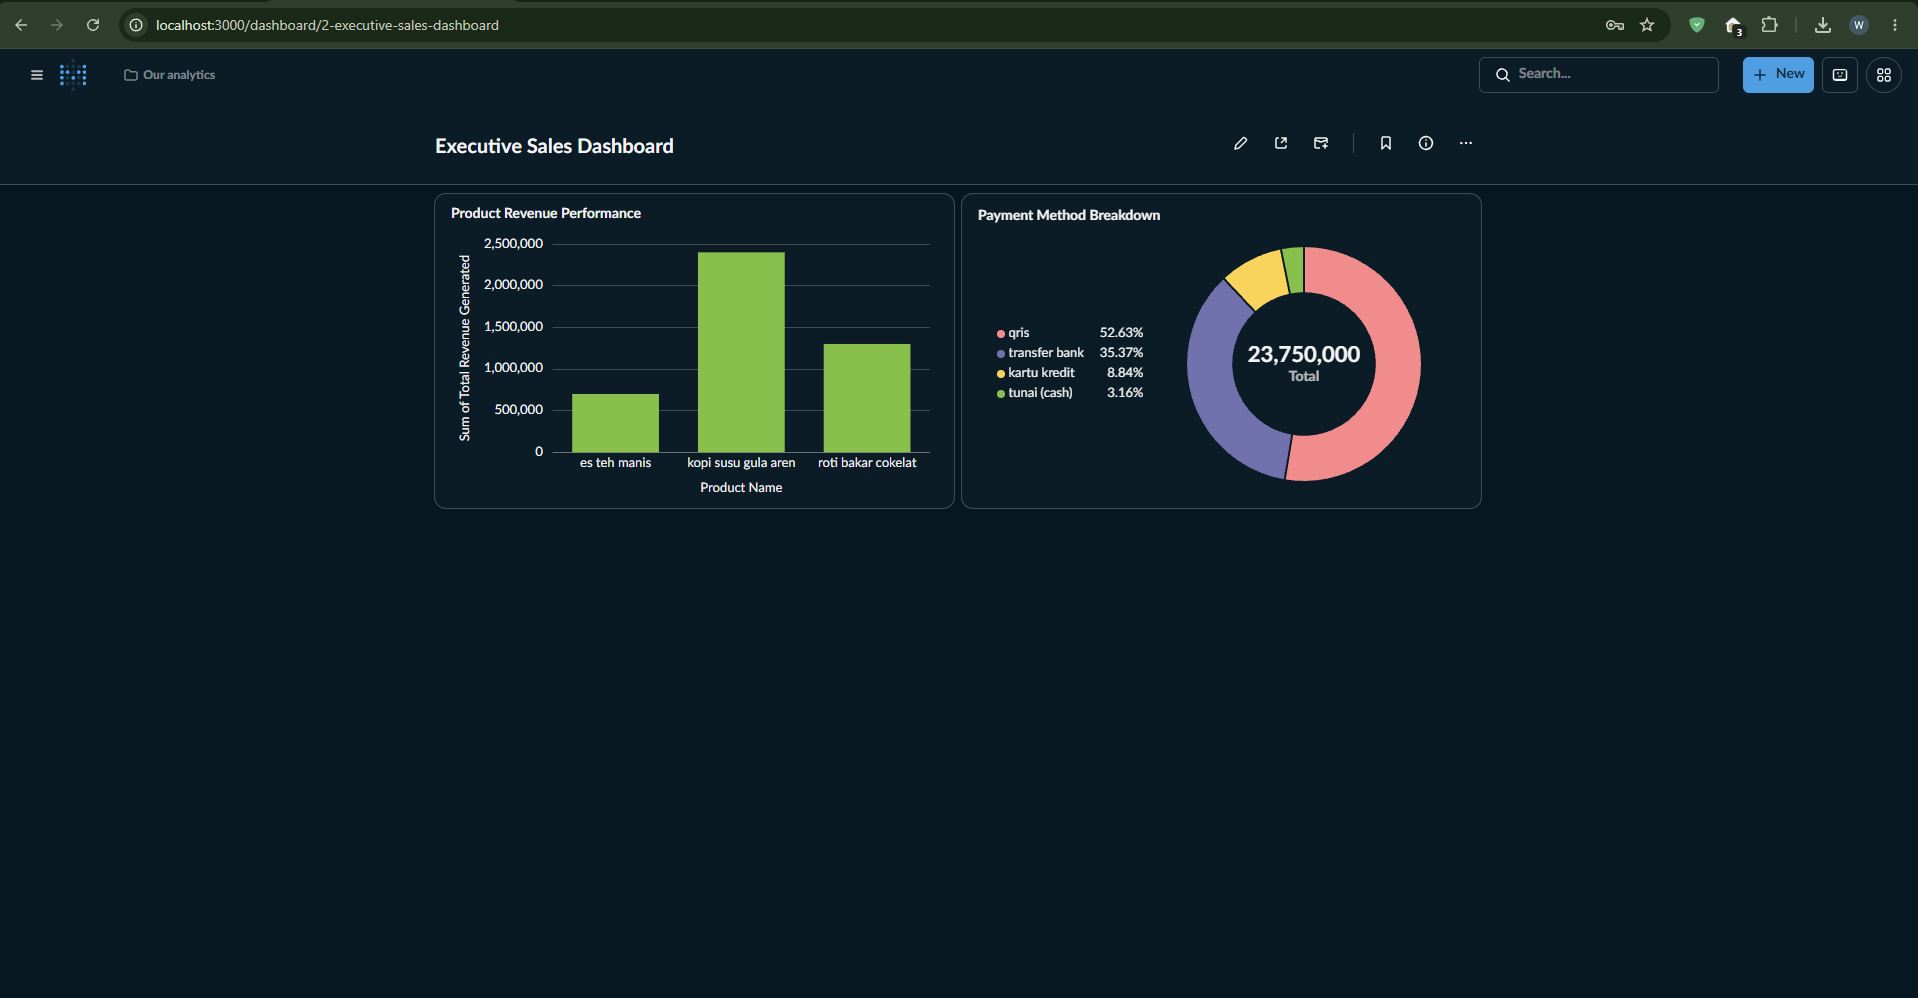 localhost:3000/dashboard/2-executive-sales-dashboard
3
W
Our analytics
Search...
New
Executive Sales Dashboard
Product Revenue Performance
Sum of Total Revenue Generated
2,500,000
2,000,000
1,500,000
1,000,000
500,000
0
es teh manis kopi susu gula aren roti bakar cokelat
Product Name
Payment Method Breakdown
qris 52.63%
transfer bank 35.37%
kartu kredit 8.84%
tunai (cash) 3.16%
23,750,000
Total